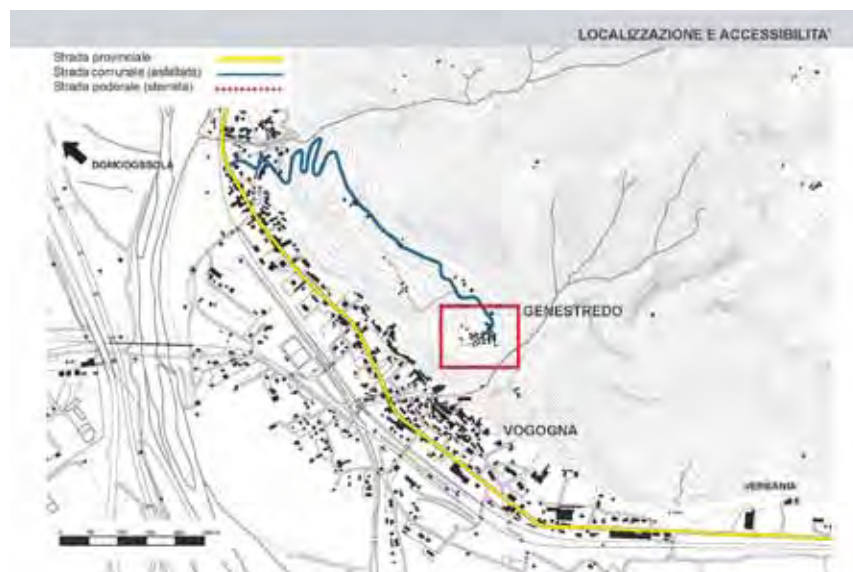 LOCALIZZAZIONE E ACCESSIBILITA'
Strada provinciale
Strada comunale (asfaltata)
Strada poderale (sterrata)
DOMODOSSOLA
GENESTREDO
VOGOGNA
VERBANIA